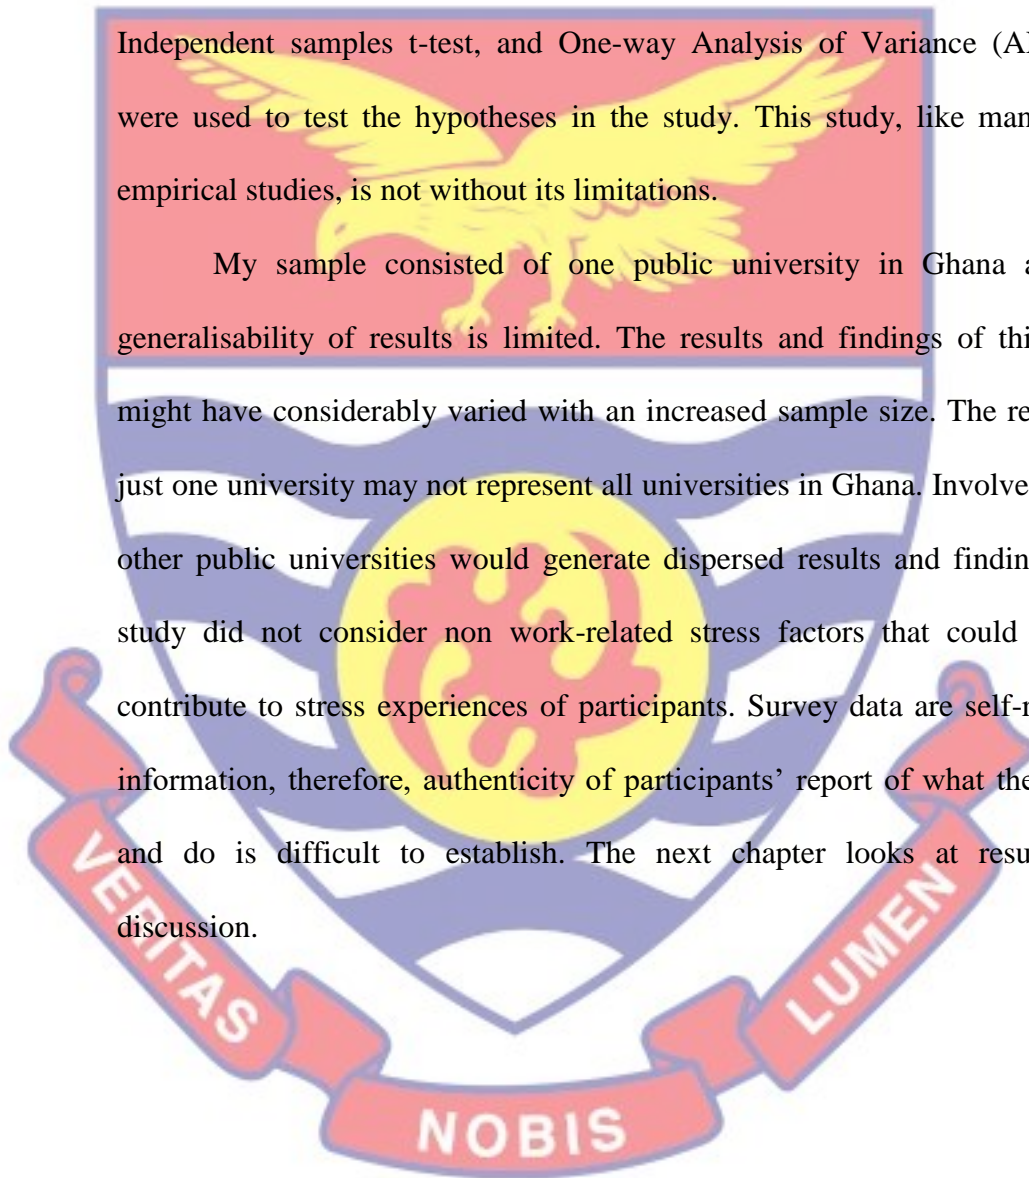 Independent samples t-test, and One-way Analysis of Variance (A
were used to test the hypotheses in the study. This study, like man
empirical studies, is not without its limitations.
My sample consisted of one public university in Ghana a
generalisability of results is limited. The results and findings of thi
might have considerably varied with an increased sample size. The re
just one university may not represent all universities in Ghana. Involve
other public universities would generate dispersed results and findin
study did not consider non work-related stress factors that could
contribute to stress experiences of participants. Survey data are self-r
information, therefore, authenticity of participants’ report of what the
and do is difficult to establish. The next chapter looks at resu
discussion.
VERITAS
NOBIS
LUMEN